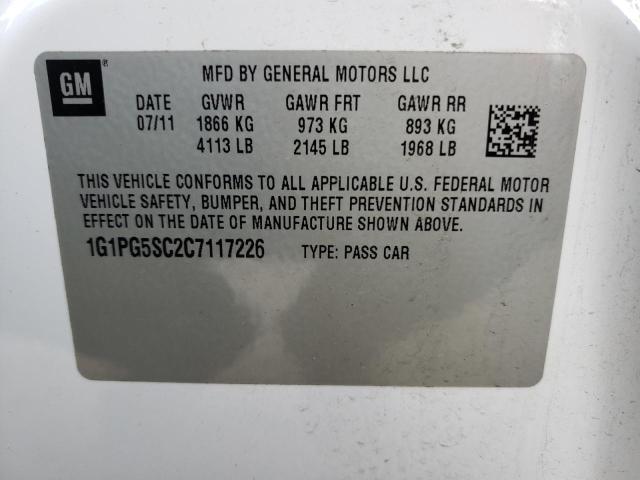 GM ®
MFD BY GENERAL MOTORS LLC
DATE GVWR GAWR FRT GAWR RR
07/11 1866 KG 973 KG 893 KG
4113 LB 2145 LB 1968 LB
THIS VEHICLE CONFORMS TO ALL APPLICABLE U.S. FEDERAL MOTOR
VEHICLE SAFETY, BUMPER, AND THEFT PREVENTION STANDARDS IN
EFFECT ON THE DATE OF MANUFACTURE SHOWN ABOVE.
1G1PG5SC2C7117226 TYPE: PASS CAR